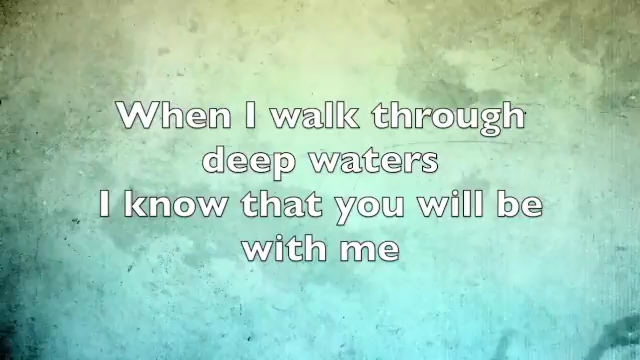 When I walk through
deep waters
I know that you will be
with me